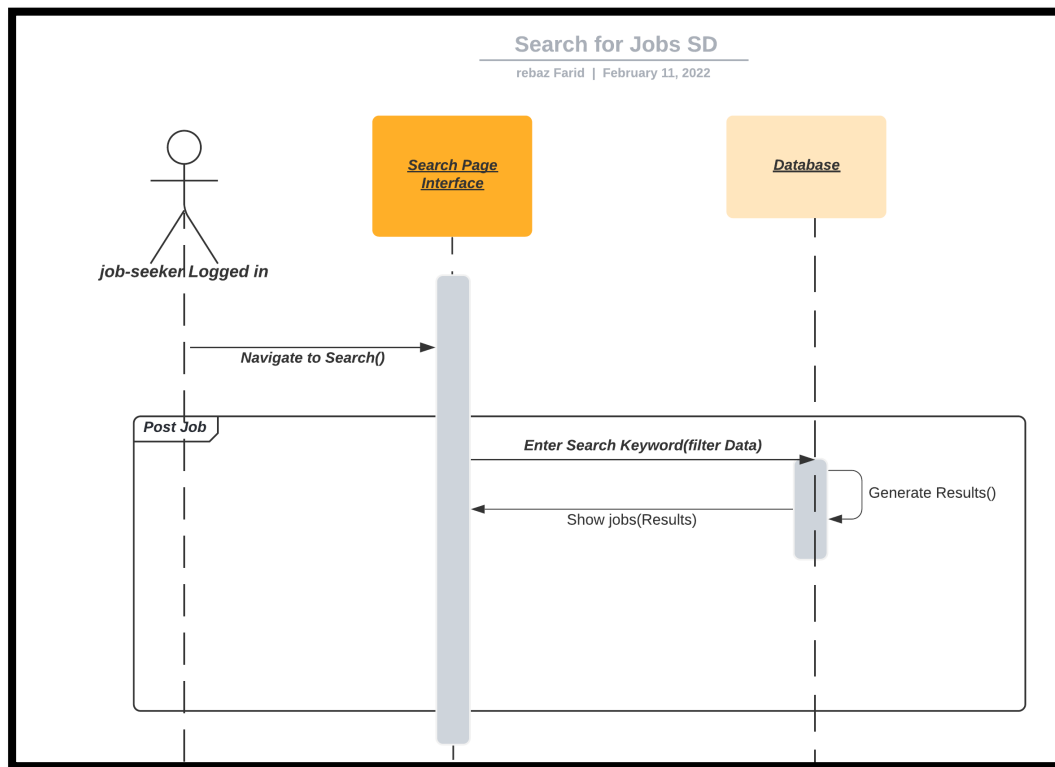 Search for Jobs SD
rebaz Farid | February 11, 2022
Search Page
Interface
Database
job-seeker Logged in
Navigate to Search()
Post Job
Enter Search Keyword(filter Data)
Generate Results()
Show jobs(Results)